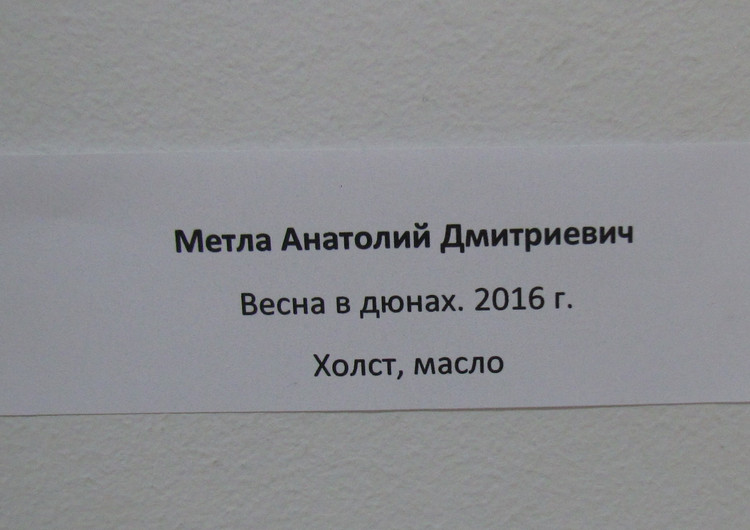 Метла Анатолий Дмитриевич
Весна в дюнах. 2016 г.
Холст, масло